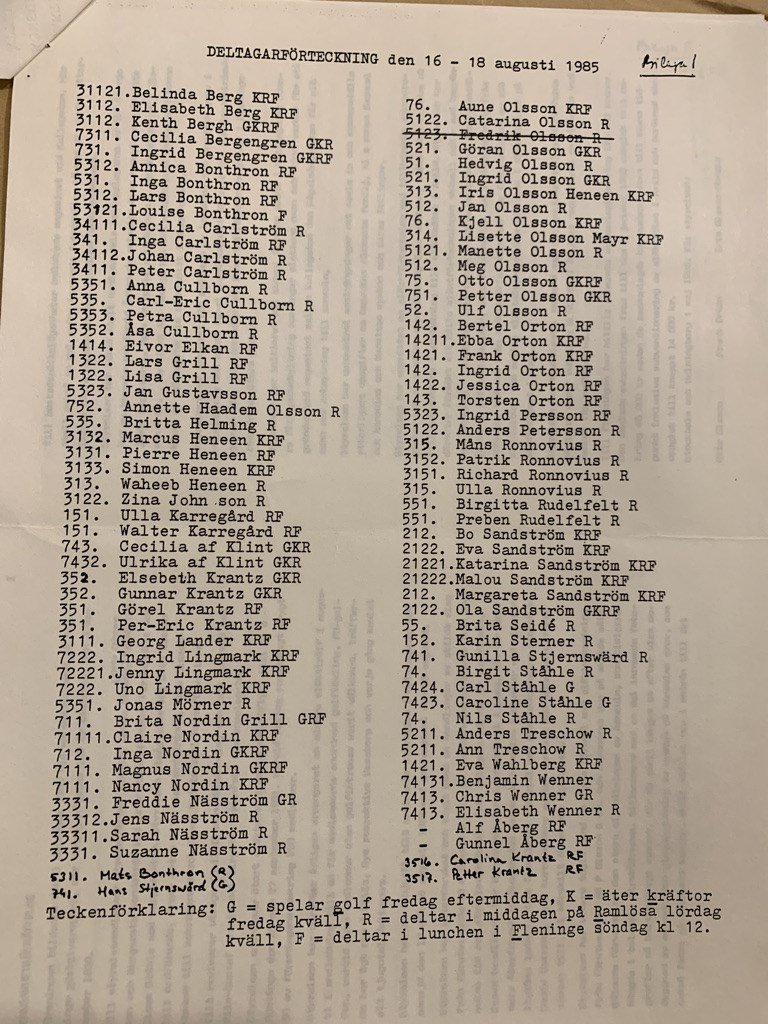 DELTAGARFÖRTECKNING den 16 - 18 augusti 1985
Bilaga 1
31121.Belinda Berg KRF
3112. Elisabeth Berg KRF
3112. Kenth Bergh GKRF
7311. Cecilia Bergengren GKR
731. Ingrid Bergengren GKRF
5312. Annica Bonthron RF
531. Inga Bonthron RF
5312. Lars Bonthron RF
53121.Louise Bonthron F
34111.Cecilia Carlström R
341. Inga Carlström RF
34112.Johan Carlström R
3411. Peter Carlström R
5351. Anna Cullborn R
535. Carl-Eric Cullborn R
5353. Petra Cullborn R
5352. Åsa Cullborn R
1414. Eivor Elkan RF
1322. Lars Grill RF
1322. Lisa Grill RF
5323. Jan Gustavsson RF
752. Annette Haadem Olsson R
535. Britta Helming R
3132. Marcus Heneen KRF
3131. Pierre Heneen RF
3133. Simon Heneen KRF
313. Waheeb Heneen R
3122. Zina John son R
151. Ulla Karregård RF
151. Walter Karregård RF
743. Cecilia af Klint GKR
7432. Ulrika af Klint GKR
352. Elsebeth Krantz GKR
352. Gunnar Krantz GKR
351. Görel Krantz RF
351. Per-Eric Krantz RF
3111. Georg Lander KRF
7222. Ingrid Lingmark KRF
72221.Jenny Lingmark KRF
7222. Uno Lingmark KRF
5351. Jonas Mörner R
711. Brita Nordin Grill GRF
71111.Claire Nordin KRF
712. Inga Nordin GKRF
7111. Magnus Nordin GKRF
7111. Nancy Nordin KRF
3331. Freddie Näsström GR
33312.Jens Näsström R
33311.Sarah Näsström R
3331. Suzanne Näsström R
5311. Mats Bonthron (R)
741. Hans Stjernswärd (G)
76. Aune Olsson KRF
5122. Catarina Olsson R
5123. Fredrik Olsson R
521. Göran Olsson GKR
51. Hedvig Olsson R
521. Ingrid Olsson GKR
313. Iris Olsson Heneen KRF
512. Jan Olsson R
76. Kjell Olsson KRF
314. Lisette Olsson Mayr KRF
5121. Manette Olsson R
512. Meg Olsson R
75. Otto Olsson GKRF
751. Petter Olsson GKR
52. Ulf Olsson R
142. Bertel Orton RF
14211.Ebba Orton KRF
1421. Frank Orton KRF
142. Ingrid Orton RF
1422. Jessica Orton RF
143. Torsten Orton RF
5323. Ingrid Persson RF
5122. Anders Petersson R
315. Måns Ronnovius R
3152. Patrik Ronnovius R
3151. Richard Ronnovius R
315. Ulla Ronnovius R
551. Birgitta Rudelfelt R
551. Preben Rudelfelt R
212. Bo Sandström KRF
2122. Eva Sandström KRF
21221.Katarina Sandström KRF
21222.Malou Sandström KRF
212. Margareta Sandström KRF
2122. Ola Sandström GKRF
55. Brita Seidé R
152. Karin Sterner R
741. Gunilla Stjernswärd R
74. Birgit Ståhle R
7424. Carl Ståhle G
7423. Caroline Ståhle G
74. Nils Ståhle R
5211. Anders Treschow R
5211. Ann Treschow R
1421. Eva Wahlberg KRF
74131.Benjamin Wenner
7413. Chris Wenner GR
7413. Elisabeth Wenner R
- Alf Åberg RF
- Gunnel Åberg RF
3516. Carolina Krantz RF
3517. Petter Krantz RF
Teckenförklaring: G = spelar golf fredag eftermiddag, K = äter kräftor
fredag kväll, R = deltar i middagen på Ramlösa lördag
kväll, F = deltar i lunchen i Fleninge söndag kl 12.